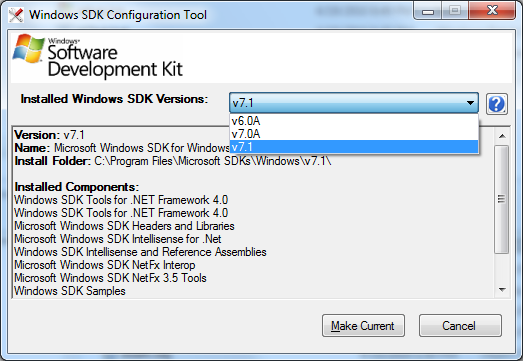 Windows SDK Configuration Tool
Windows
Software
Development Kit
Installed Windows SDK Versions:
v7.1
?
v6.0A
v7.0A
v7.1
Version: v7.1
Name: Microsoft Windows SDK for Windows
Install Folder: C:\Program Files\Microsoft SDKs\Windows\v7.1\
Installed Components:
Windows SDK Tools for .NET Framework 4.0
Windows SDK Tools for .NET Framework 4.0
Microsoft Windows SDK Headers and Libraries
Microsoft Windows SDK Intellisense for .Net
Windows SDK Intellisense and Reference Assemblies
Microsoft Windows SDK NetFx Interop
Microsoft Windows SDK NetFx 3.5 Tools
Windows SDK Samples
Make Current
Cancel